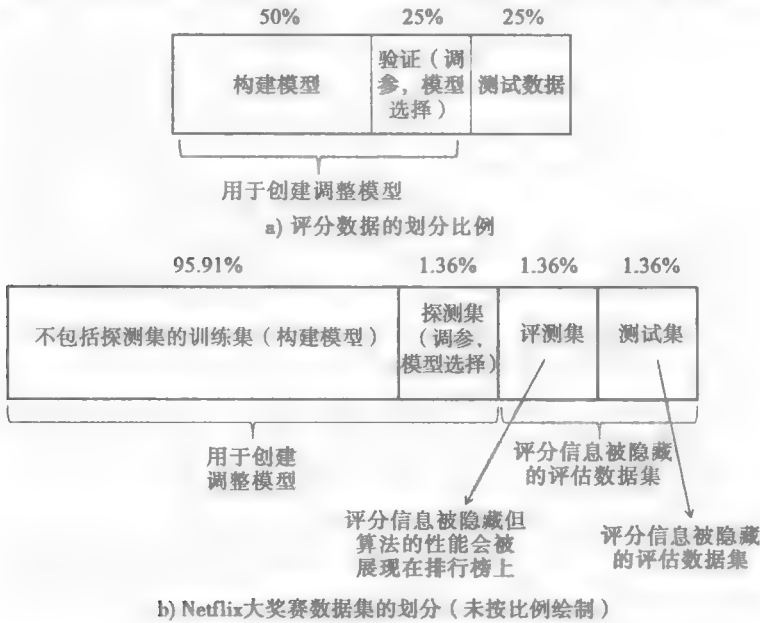 50% 25% 25%
构建模型
验证（调
参，模型
选择）
测试数据
用于创建调整模型
a) 评分数据的划分比例
95.91% 1.36% 1.36% 1.36%
不包括探测集的训练集（构建模型）
探测集
（调参，
模型选择）
评测集
测试集
用于创建
调整模型
评分信息被隐藏
的评估数据集
评分信息被隐藏但
算法的性能会被
展现在排行榜上
评分信息被隐藏
的评估数据集
b) Netflix大奖赛数据集的划分（未按比例绘制）